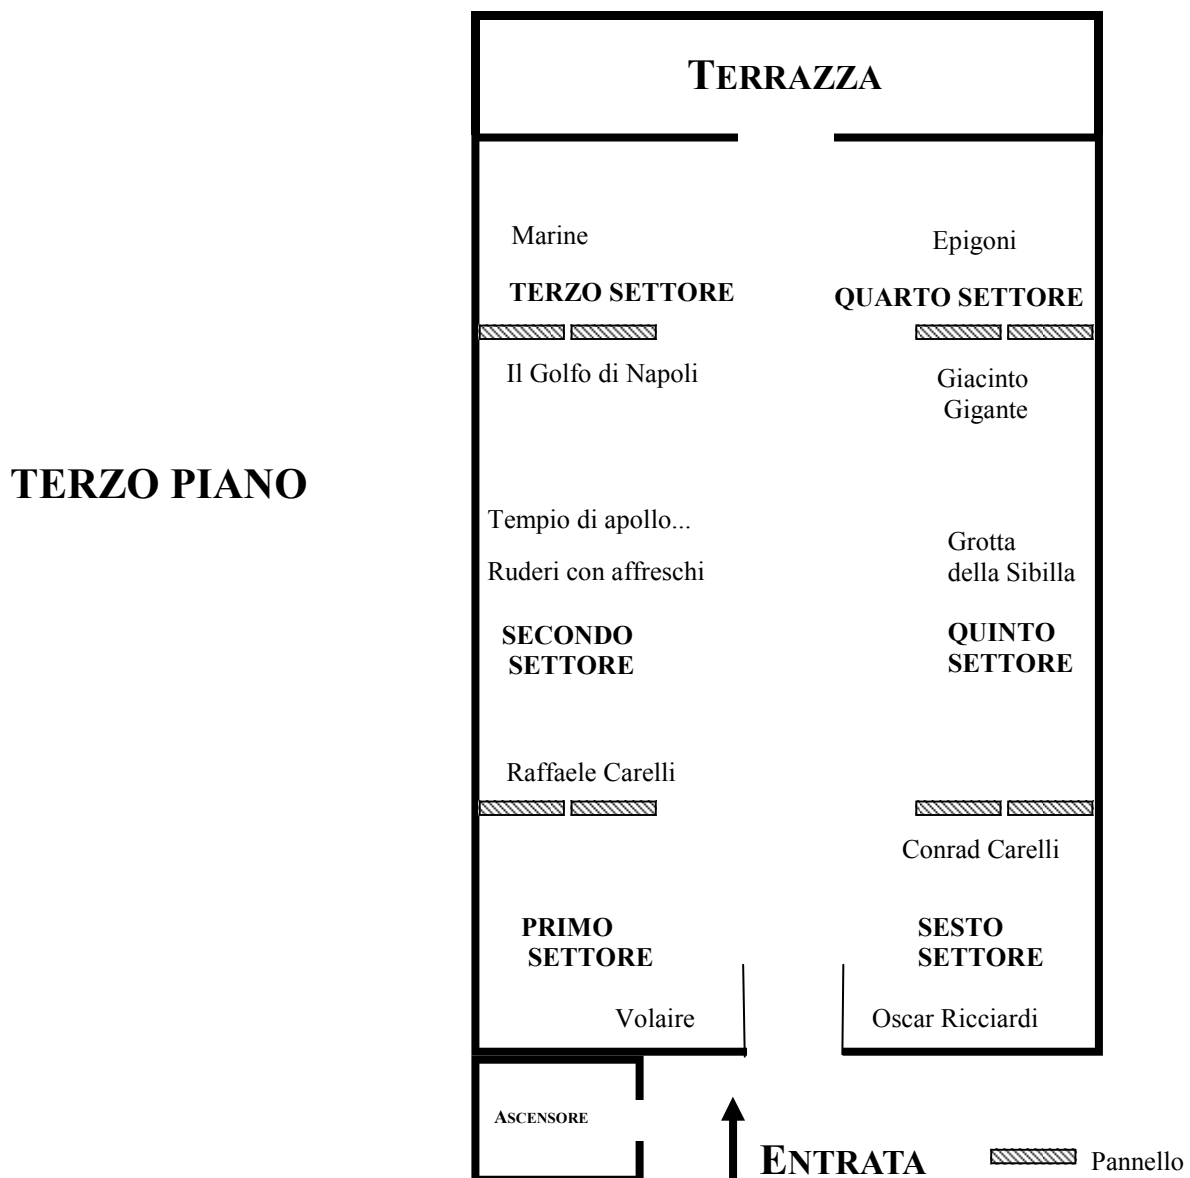 TERRAZZA
Marine
Epigoni
TERZO SETTORE
QUARTO SETTORE
Il Golfo di Napoli
Giacinto
Gigante
TERZO PIANO
Tempio di apollo...
Ruderi con affreschi
Grotta
della Sibilla
SECONDO
SETTORE
QUINTO
SETTORE
Raffaele Carelli
Conrad Carelli
PRIMO
SETTORE
SESTO
SETTORE
Volaire
Oscar Ricciardi
ASCENSORE
ENTRATA
Pannello